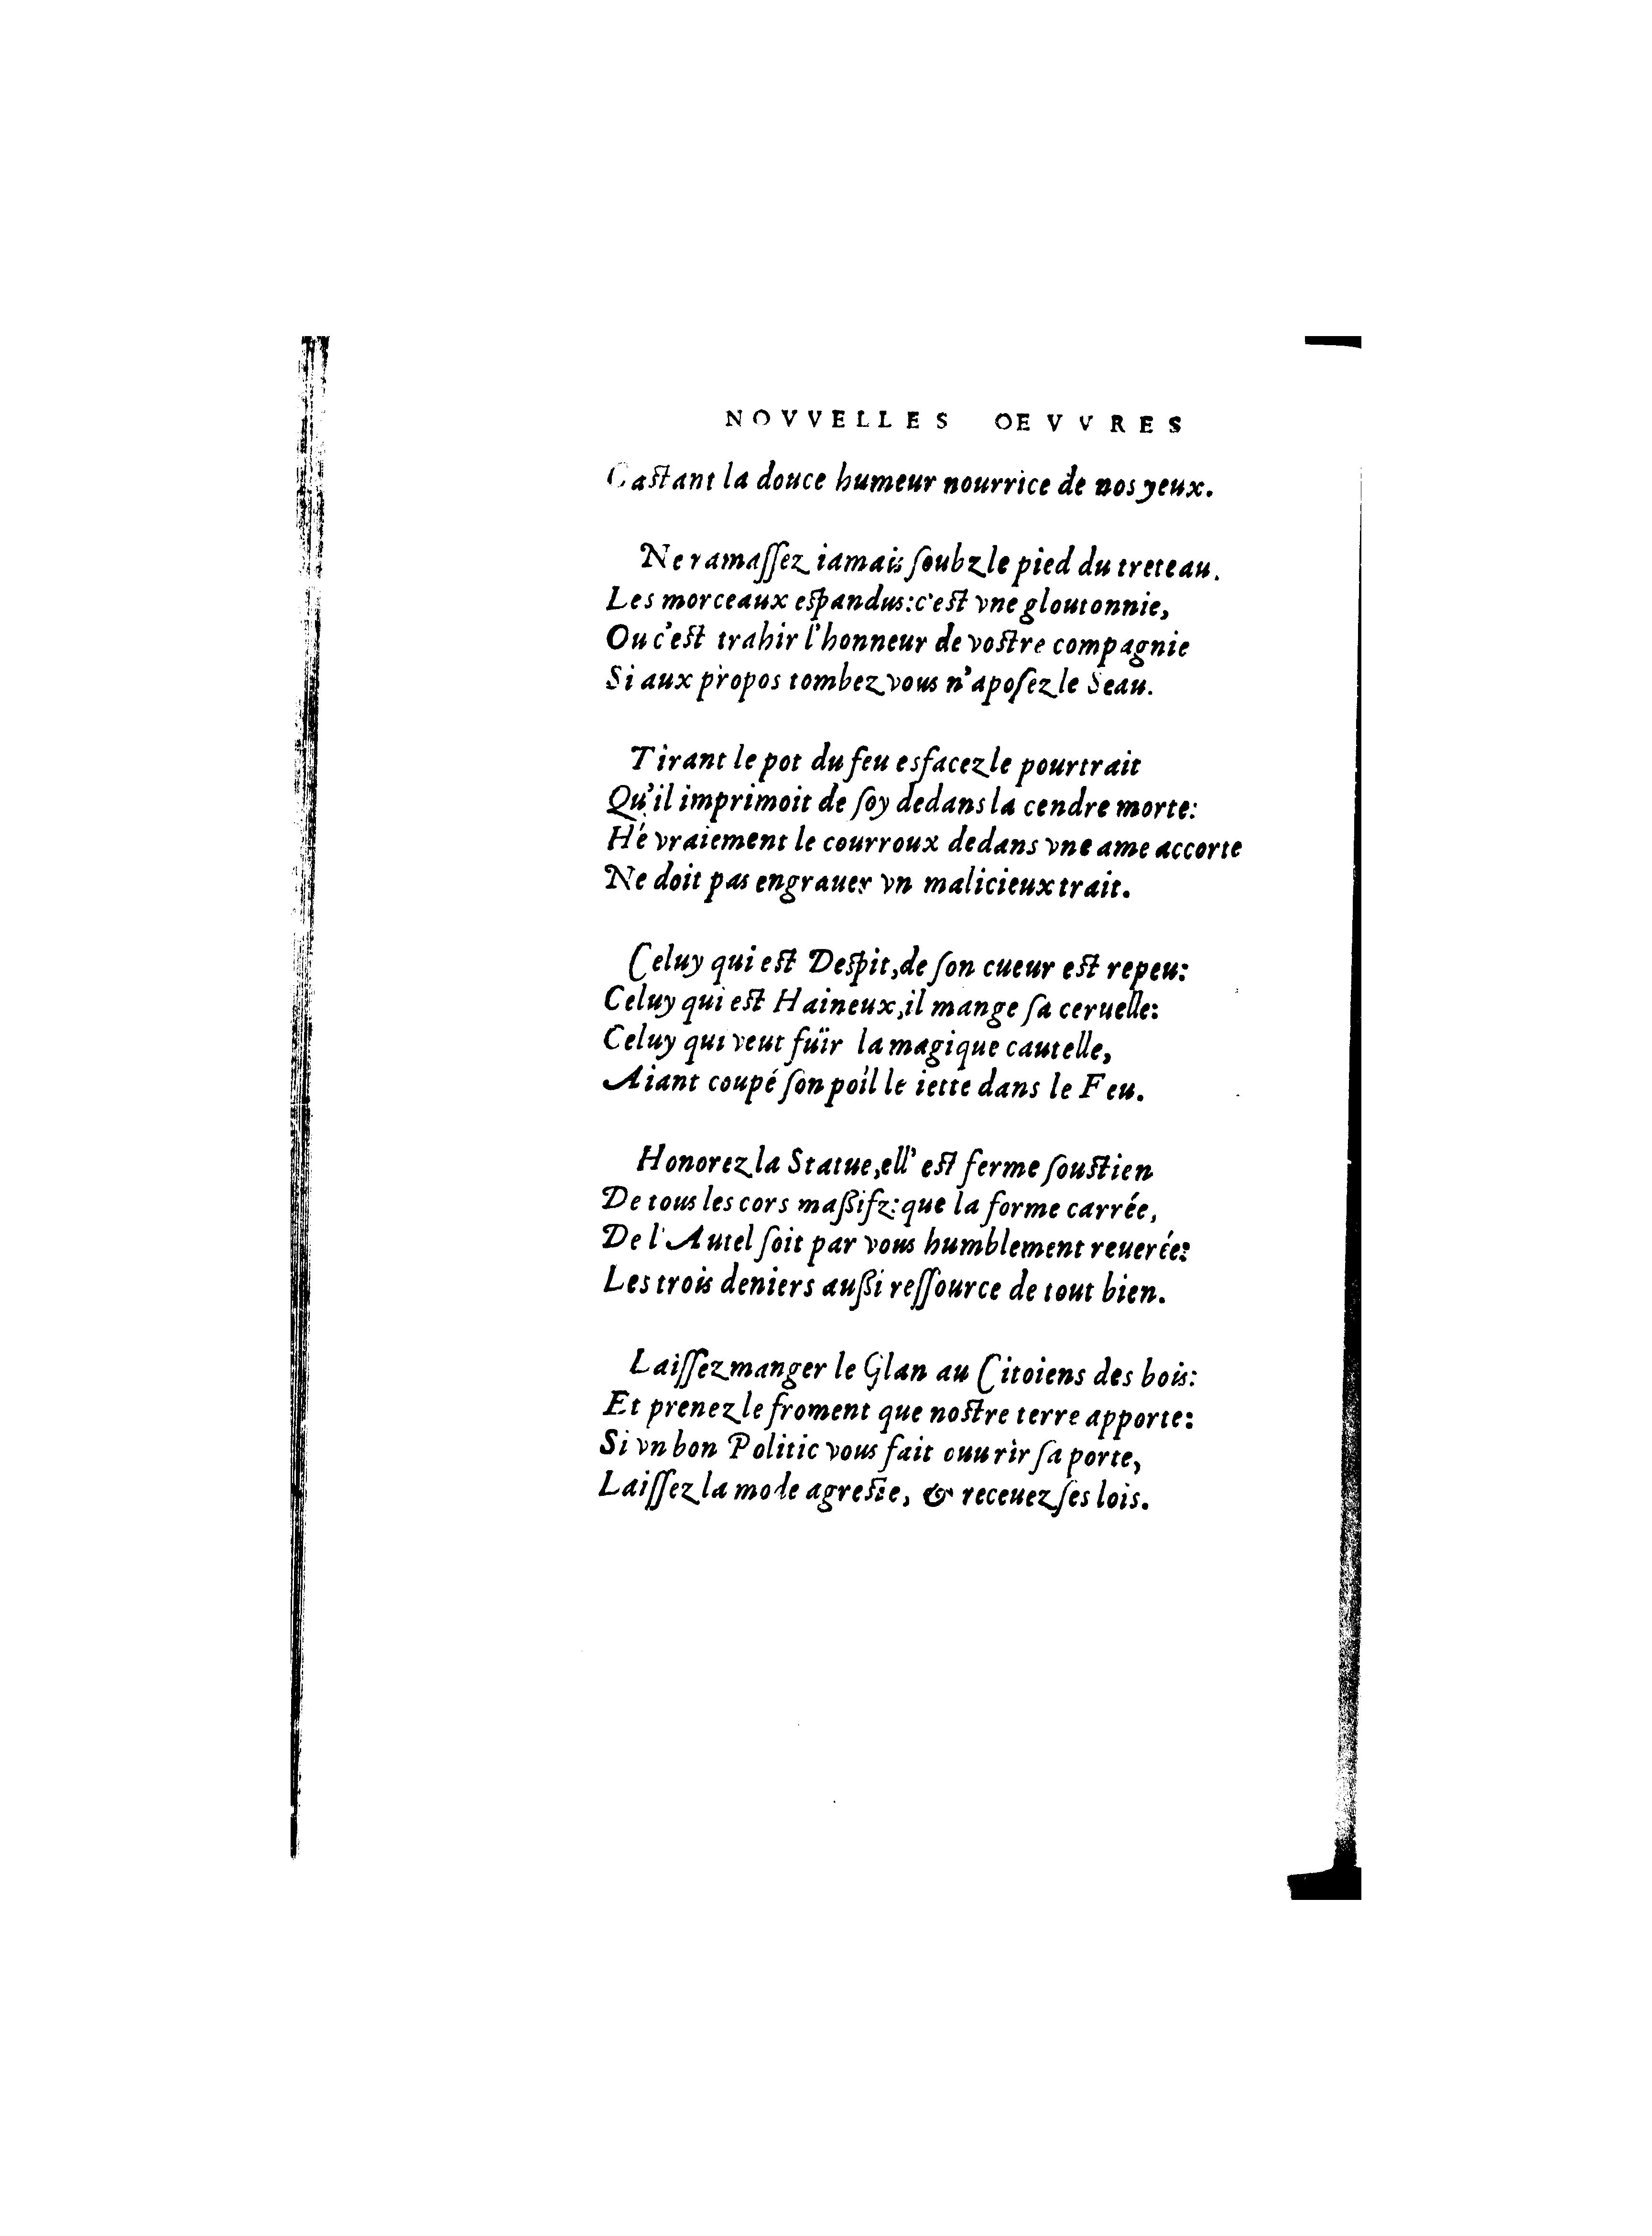 NOVVELLES OEVVRES
Gastant la douce humeur nourrice de nos yeux.
Ne ramaſſez iamais ſoubz le pied du treteau.
Les morceaux espandus: c'est vne gloutonnie,
Ou c'est trahir l'honneur de vostre compagnie
Si aux propos tombez vous n'apoſez le Seau.
Tirant le pot du feu esfacez le pourtrait
Qu'il imprimoit de ſoy dedans la cendre morte:
Hé vraiement le courroux dedans vne ame accorte
Ne doit pas engrauer vn malicieux trait.
Celuy qui est Despit, de ſon cueur est repeu:
Celuy qui est Haineux, il mange ſa ceruelle:
Celuy qui veut fuïr la magique cautelle,
Aiant coupé ſon poil le iette dans le Feu.
Honorez la Statue, ell' est ferme ſoustien
De tous les cors maſsifz: que la forme carrée,
De l'Autel ſoit par vous humblement reuerée:
Les trois deniers auſsi reſſource de tout bien.
Laiſſez manger le Glan au Citoiens des bois:
Et prenez le froment que nostre terre apporte:
Si vn bon Politic vous fait ouurir ſa porte,
Laiſſez la mode agreste, & receuez ſes lois.